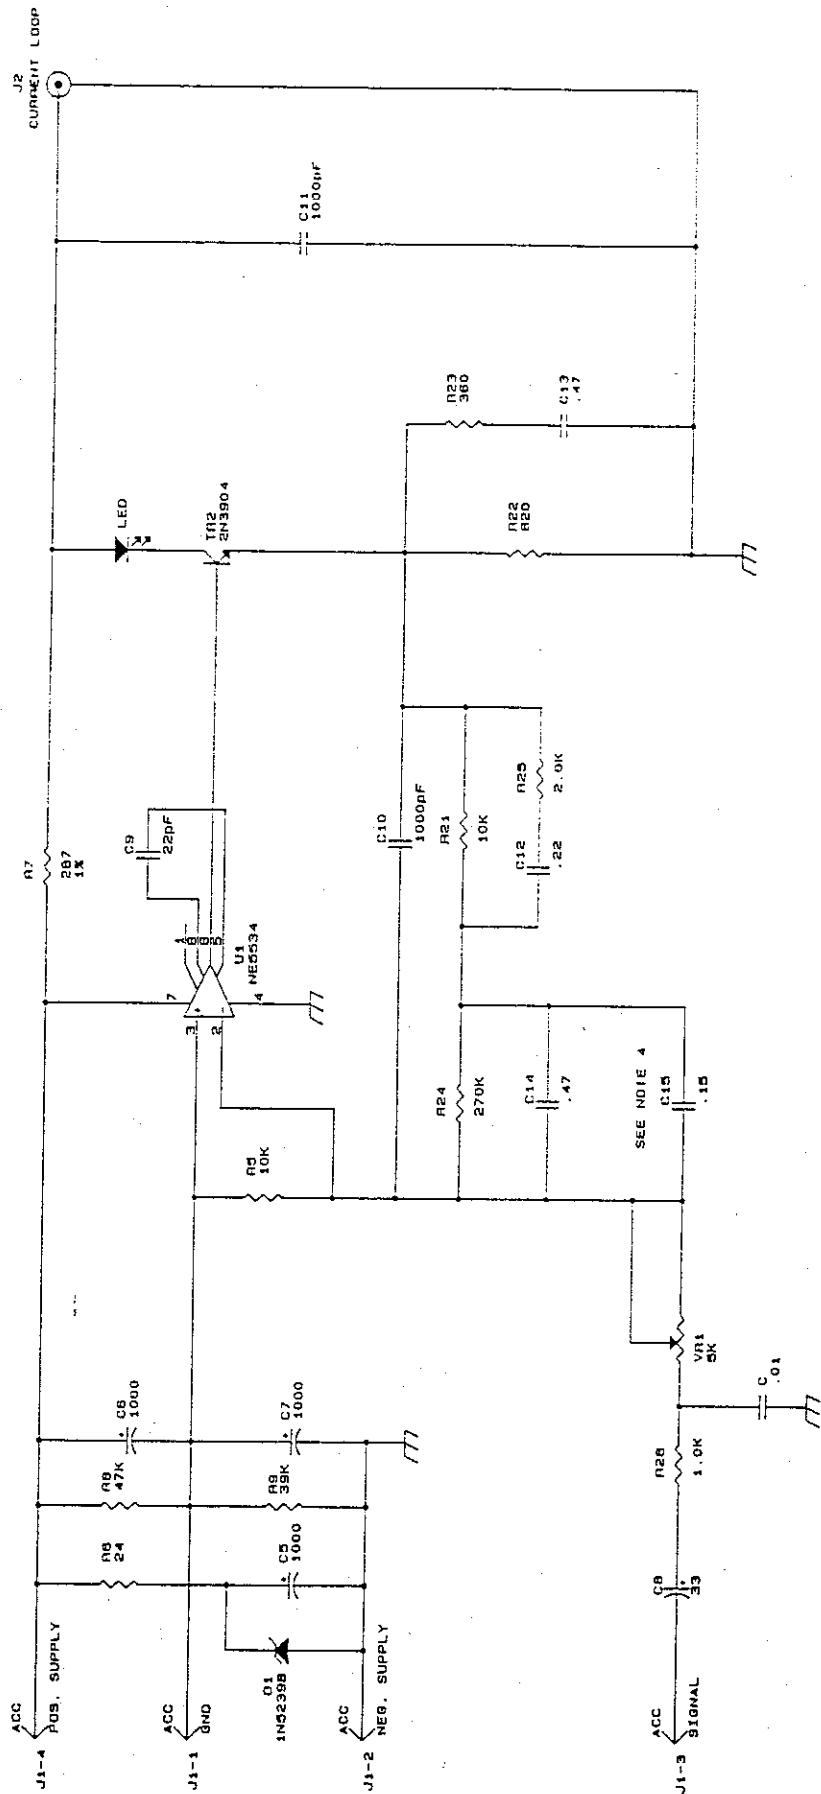 J2
CURRENT LOOP
C11
1000pF
R23
360
C13
.47
LED
TR2
2N3904
R22
820
R7
287
1%
C9
22pF
C10
1000pF
R21
10K
R25
2.0K
C12
.22
1
8
6
5
7
4
3
2
+
U1
NE5534
R24
270K
C14
.47
SEE NOTE 4
C15
.15
R5
10K
VR1
5K
C
.01
C6
1000
C7
1000
R8
47K
R9
39K
R6
24
C5
1000
R28
1.0K
C8
33
D1
1N5239B
ACC
POS. SUPPLY
J1-4
ACC
GND
J1-1
ACC
NEG. SUPPLY
J1-2
ACC
SIGNAL
J1-3